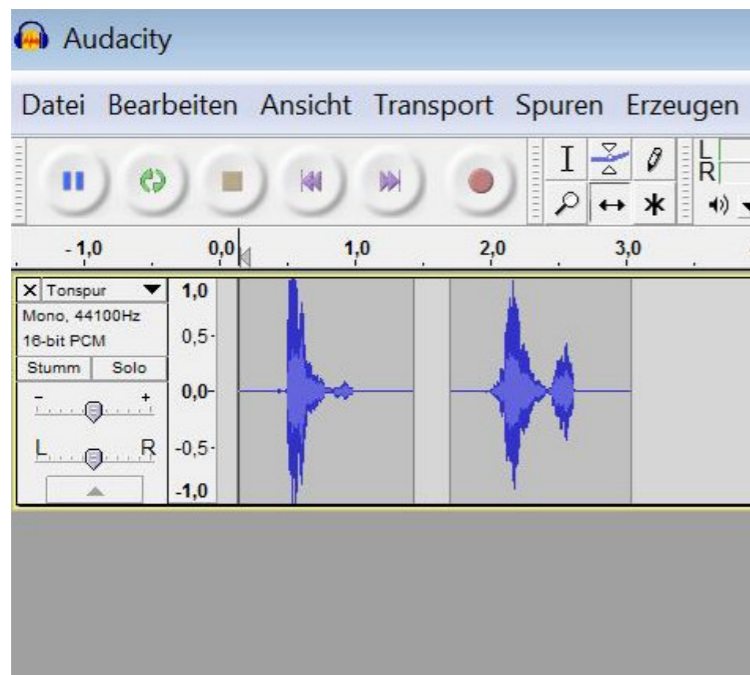 Audacity
Datei Bearbeiten Ansicht Transport Spuren Erzeugen
L
R
- 1,0 0,0 1,0 2,0 3,0
X Tonspur
Mono, 44100Hz
16-bit PCM
Stumm Solo
- +
L R
1,0
0,5-
0,0-
-0,5-
-1,0